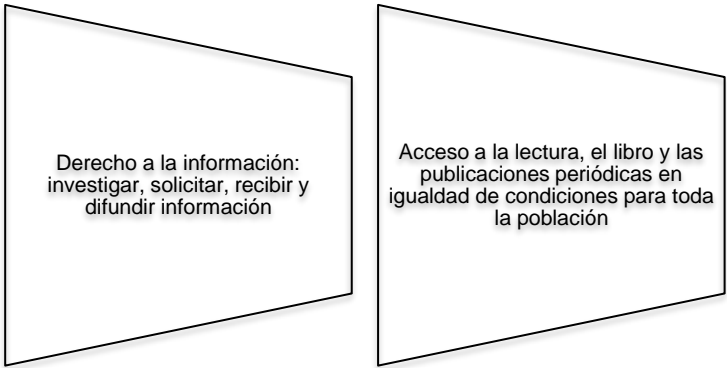 Derecho a la información:
investigar, solicitar, recibir y
difundir información
Acceso a la lectura, el libro y las
publicaciones periódicas en
igualdad de condiciones para toda
la población